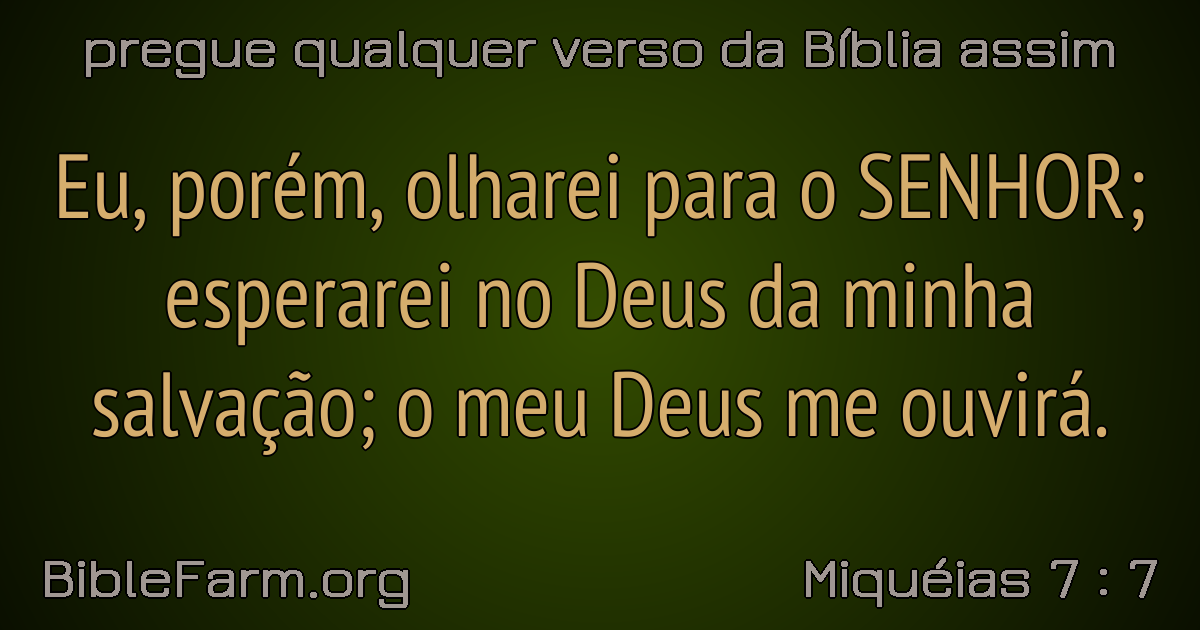 pregue qualquer verso da Bíblia assim
Eu, porém, olharei para o SENHOR;
esperarei no Deus da minha
salvação; o meu Deus me ouvirá.
BibleFarm.org
Miquéias 7 : 7